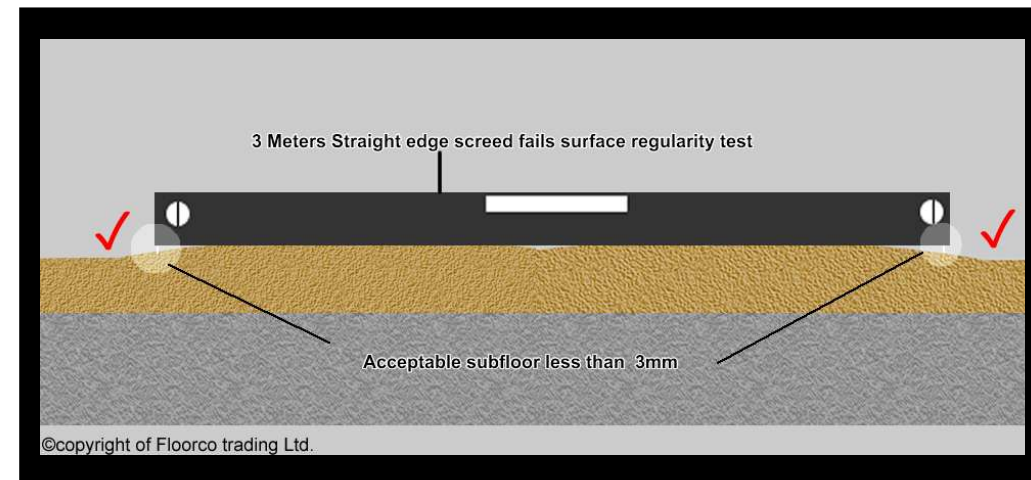 3 Meters Straight edge screed fails surface regularity test
Acceptable subfloor less than 3mm
©copyright of Floorco trading Ltd.